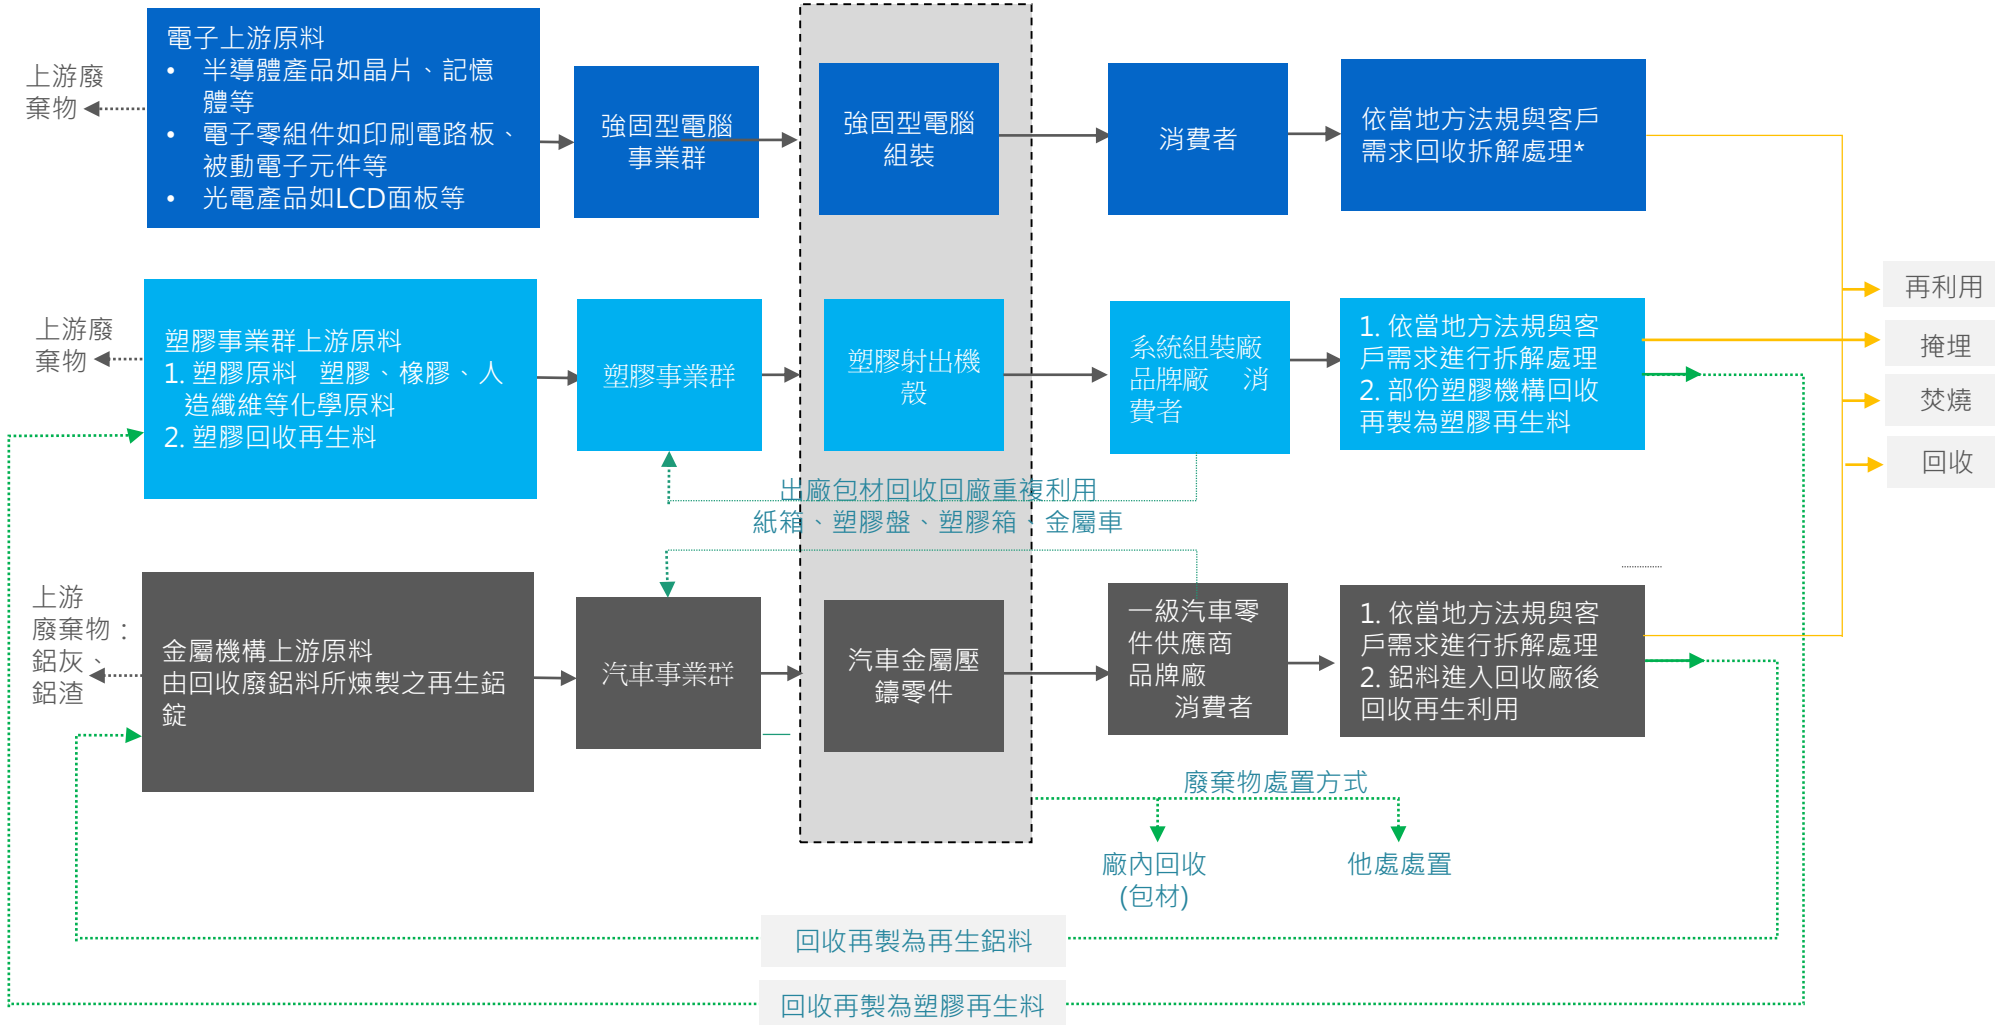 上游廢
棄物
電子上游原料
• 半導體產品如晶片、記憶
體等
• 電子零組件如印刷電路板、
被動電子元件等
• 光電產品如LCD面板等
強固型電腦
事業群
強固型電腦
組裝
消費者
依當地方法規與客戶
需求回收拆解處理*
上游廢
棄物
塑膠事業群上游原料
1. 塑膠原料 塑膠、橡膠、人
造纖維等化學原料
2. 塑膠回收再生料
塑膠事業群
塑膠射出機
殼
系統組裝廠
品牌廠 消
費者
1. 依當地方法規與客
戶需求進行拆解處理
2. 部份塑膠機構回收
再製為塑膠再生料
再利用
掩埋
焚燒
回收
出廠包材回收回廠重複利用
紙箱、塑膠盤、塑膠箱、金屬車
上游
廢棄物：
鋁灰、
鋁渣
金屬機構上游原料
由回收廢鋁料所煉製之再生鋁
錠
汽車事業群
汽車金屬壓
鑄零件
一級汽車零
件供應商
品牌廠
消費者
1. 依當地方法規與客
戶需求進行拆解處理
2. 鋁料進入回收廠後
回收再生利用
廢棄物處置方式
廠內回收
(包材)
他處處置
回收再製為再生鋁料
回收再製為塑膠再生料